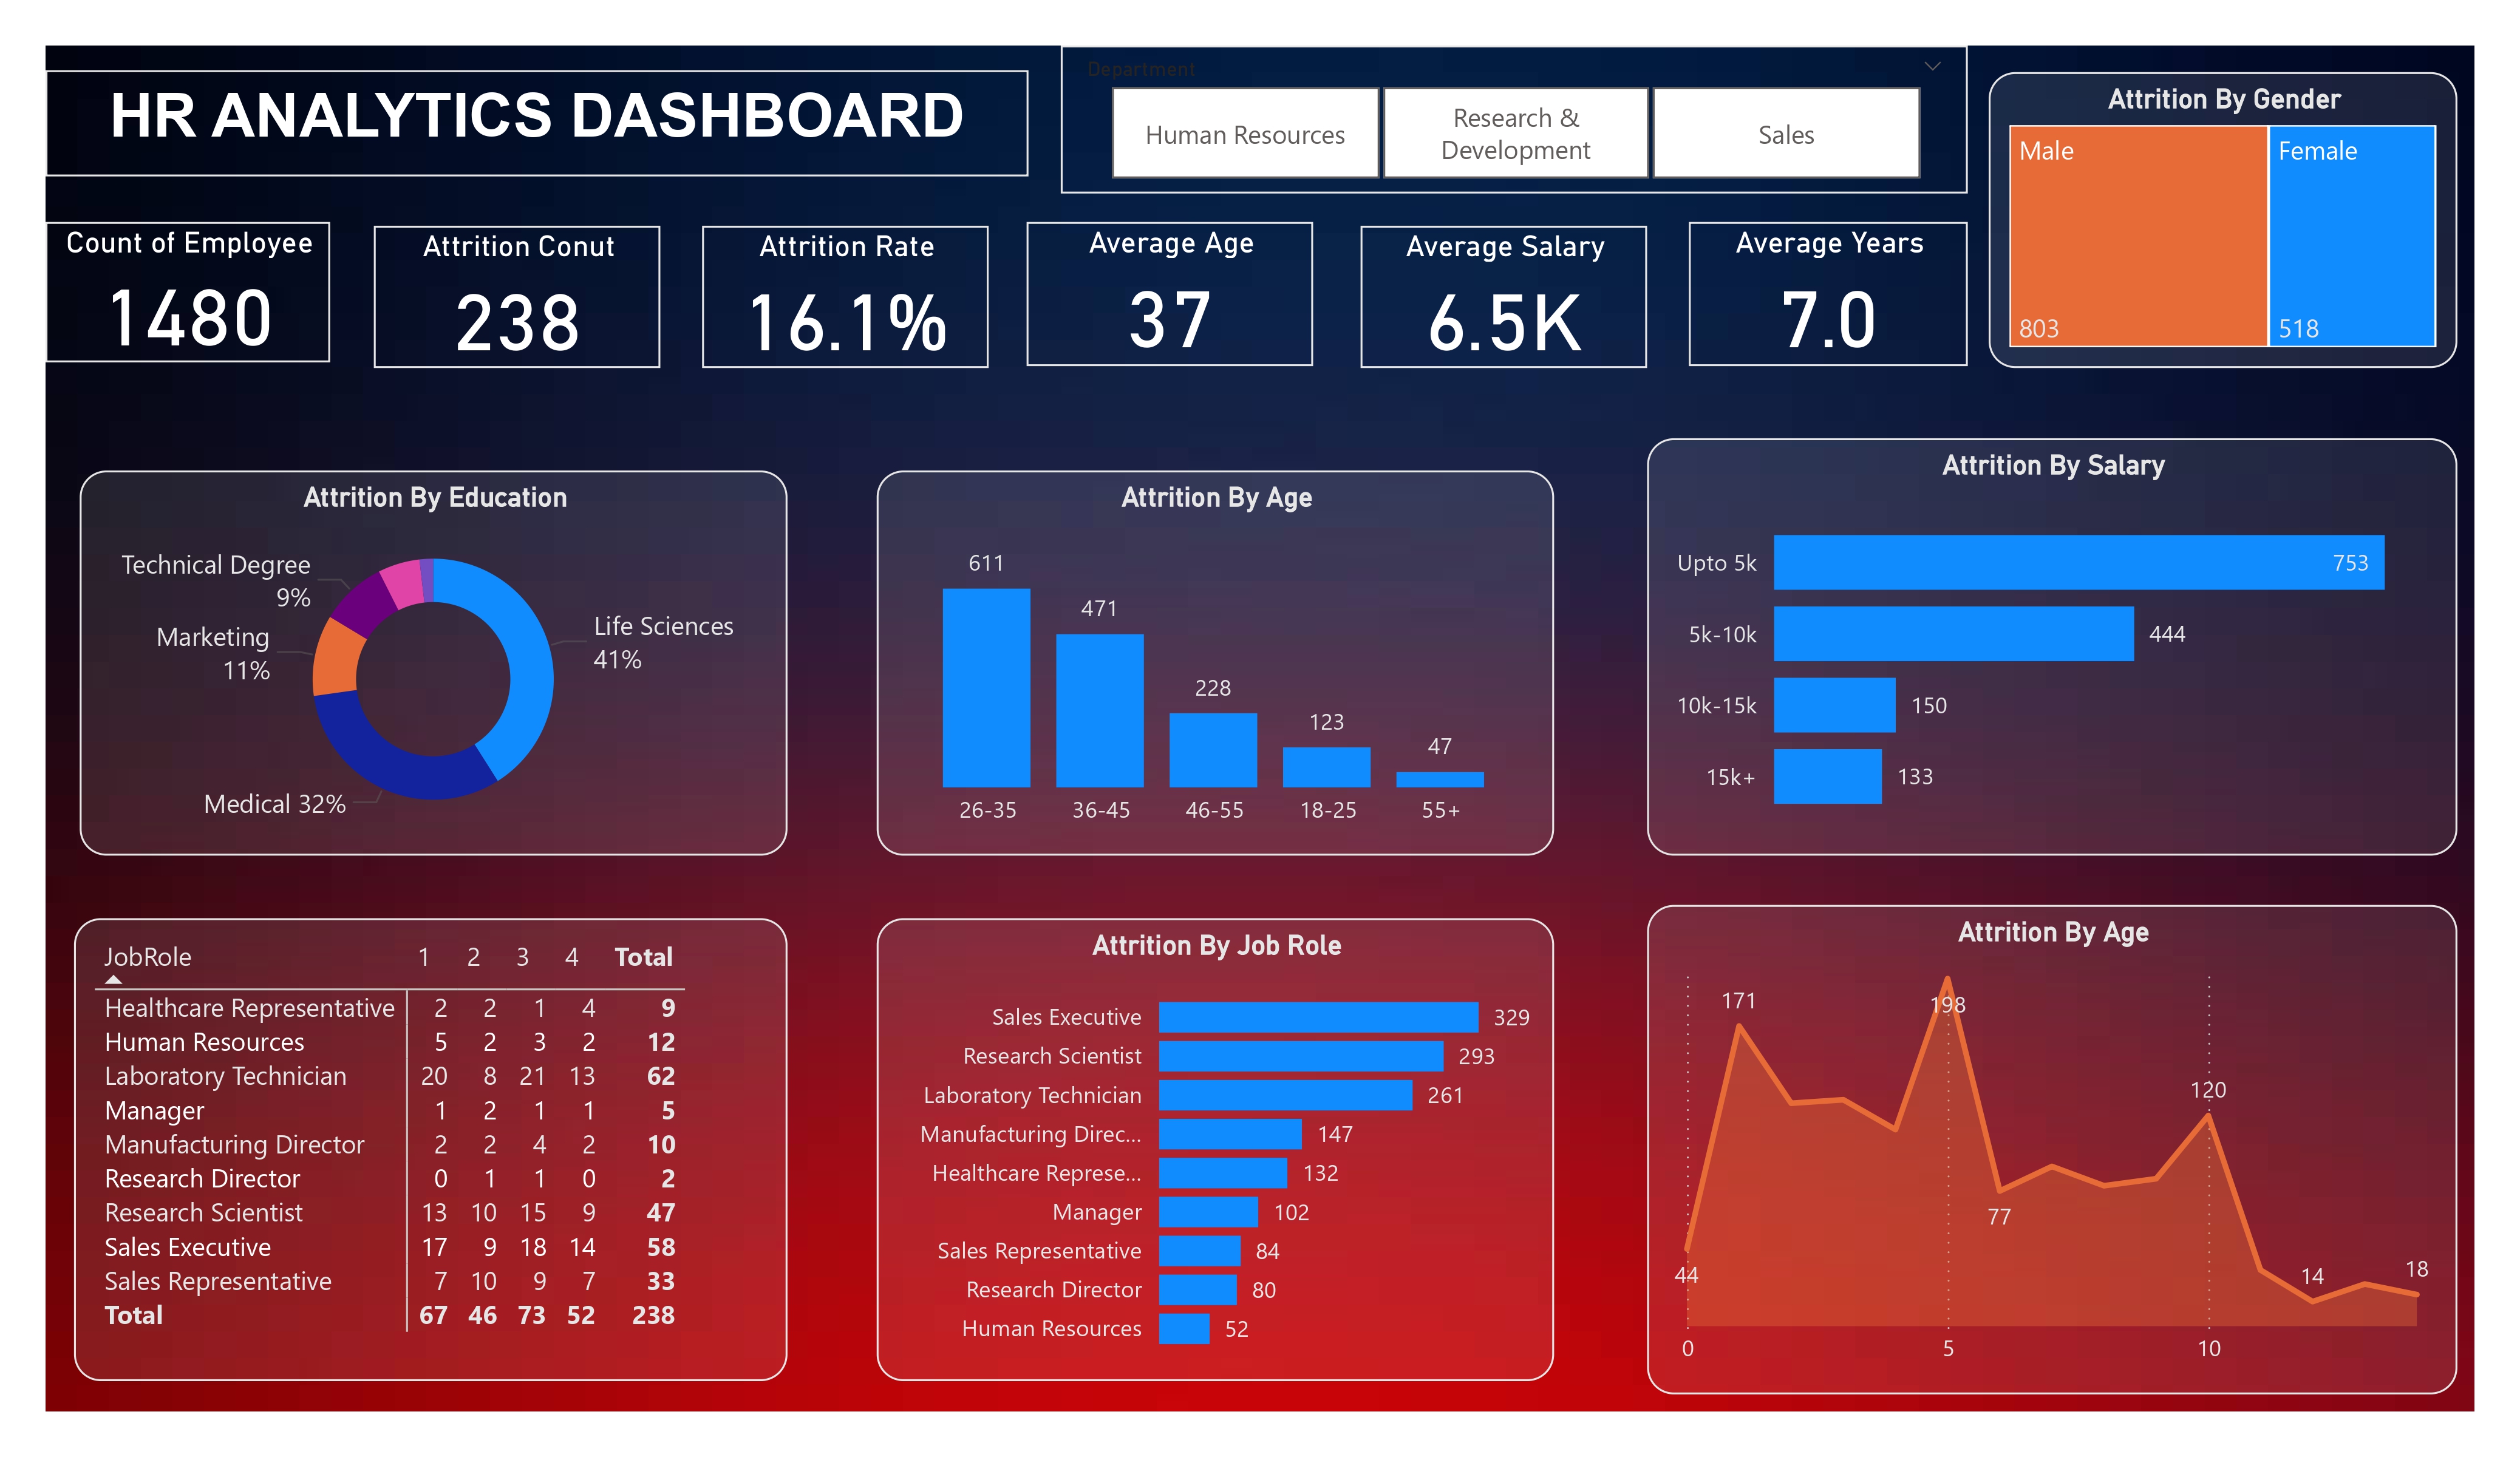 HR ANALYTICS DASHBOARD
Department
Human Resources
Research &
Development
Sales
Attrition By Gender
Male
Female
803
518
Count of Employee
1480
Attrition Conut
238
Attrition Rate
16.1%
Average Age
37
Average Salary
6.5K
Average Years
7.0
Attrition By Education
Technical Degree
9%
Marketing
11%
Life Sciences
41%
Medical 32%
Attrition By Age
611
471
228
123
47
26-35
36-45
46-55
18-25
55+
Attrition By Salary
Upto 5k 753
5k-10k 444
10k-15k 150
15k+ 133
JobRole 1 2 3 4 Total
Healthcare Representative 2 2 1 4 9
Human Resources 5 2 3 2 12
Laboratory Technician 20 8 21 13 62
Manager 1 2 1 1 5
Manufacturing Director 2 2 4 2 10
Research Director 0 1 1 0 2
Research Scientist 13 10 15 9 47
Sales Executive 17 9 18 14 58
Sales Representative 7 10 9 7 33
Total 67 46 73 52 238
Attrition By Job Role
Sales Executive 329
Research Scientist 293
Laboratory Technician 261
Manufacturing Direc... 147
Healthcare Represe... 132
Manager 102
Sales Representative 84
Research Director 80
Human Resources 52
Attrition By Age
171
198
120
77
44
14
18
0
5
10